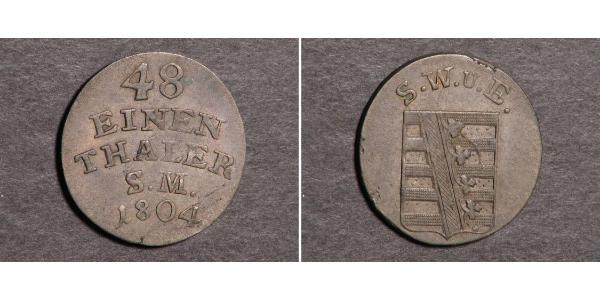 48
EINEN
THALER
S.M.
1804
S.W.u.E.